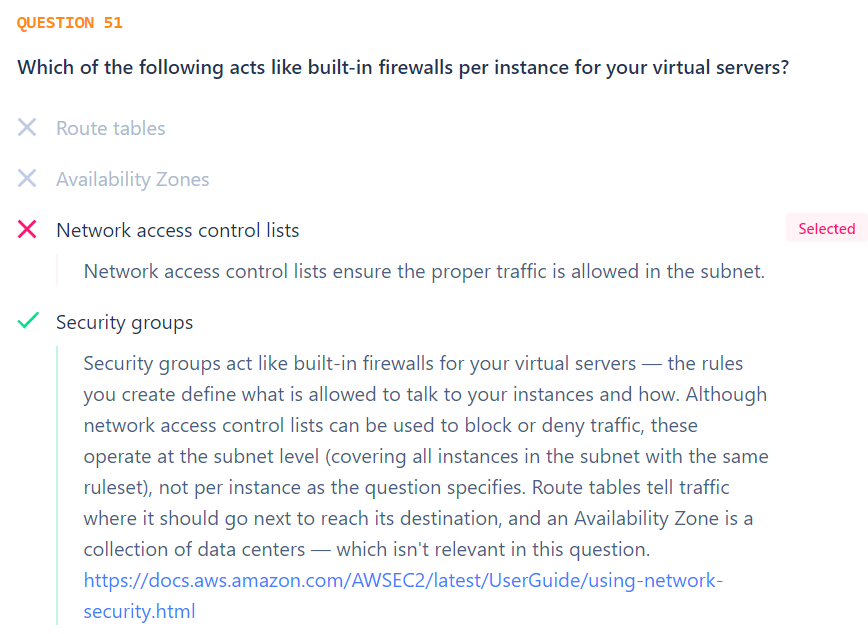 QUESTION 51
Which of the following acts like built-in firewalls per instance for your virtual servers?
Route tables
Availability Zones
Network access control lists
Selected
Network access control lists ensure the proper traffic is allowed in the subnet.
Security groups
Security groups act like built-in firewalls for your virtual servers — the rules
you create define what is allowed to talk to your instances and how. Although
network access control lists can be used to block or deny traffic, these
operate at the subnet level (covering all instances in the subnet with the same
ruleset), not per instance as the question specifies. Route tables tell traffic
where it should go next to reach its destination, and an Availability Zone is a
collection of data centers — which isn't relevant in this question.
https://docs.aws.amazon.com/AWSEC2/latest/UserGuide/using-network-
security.html